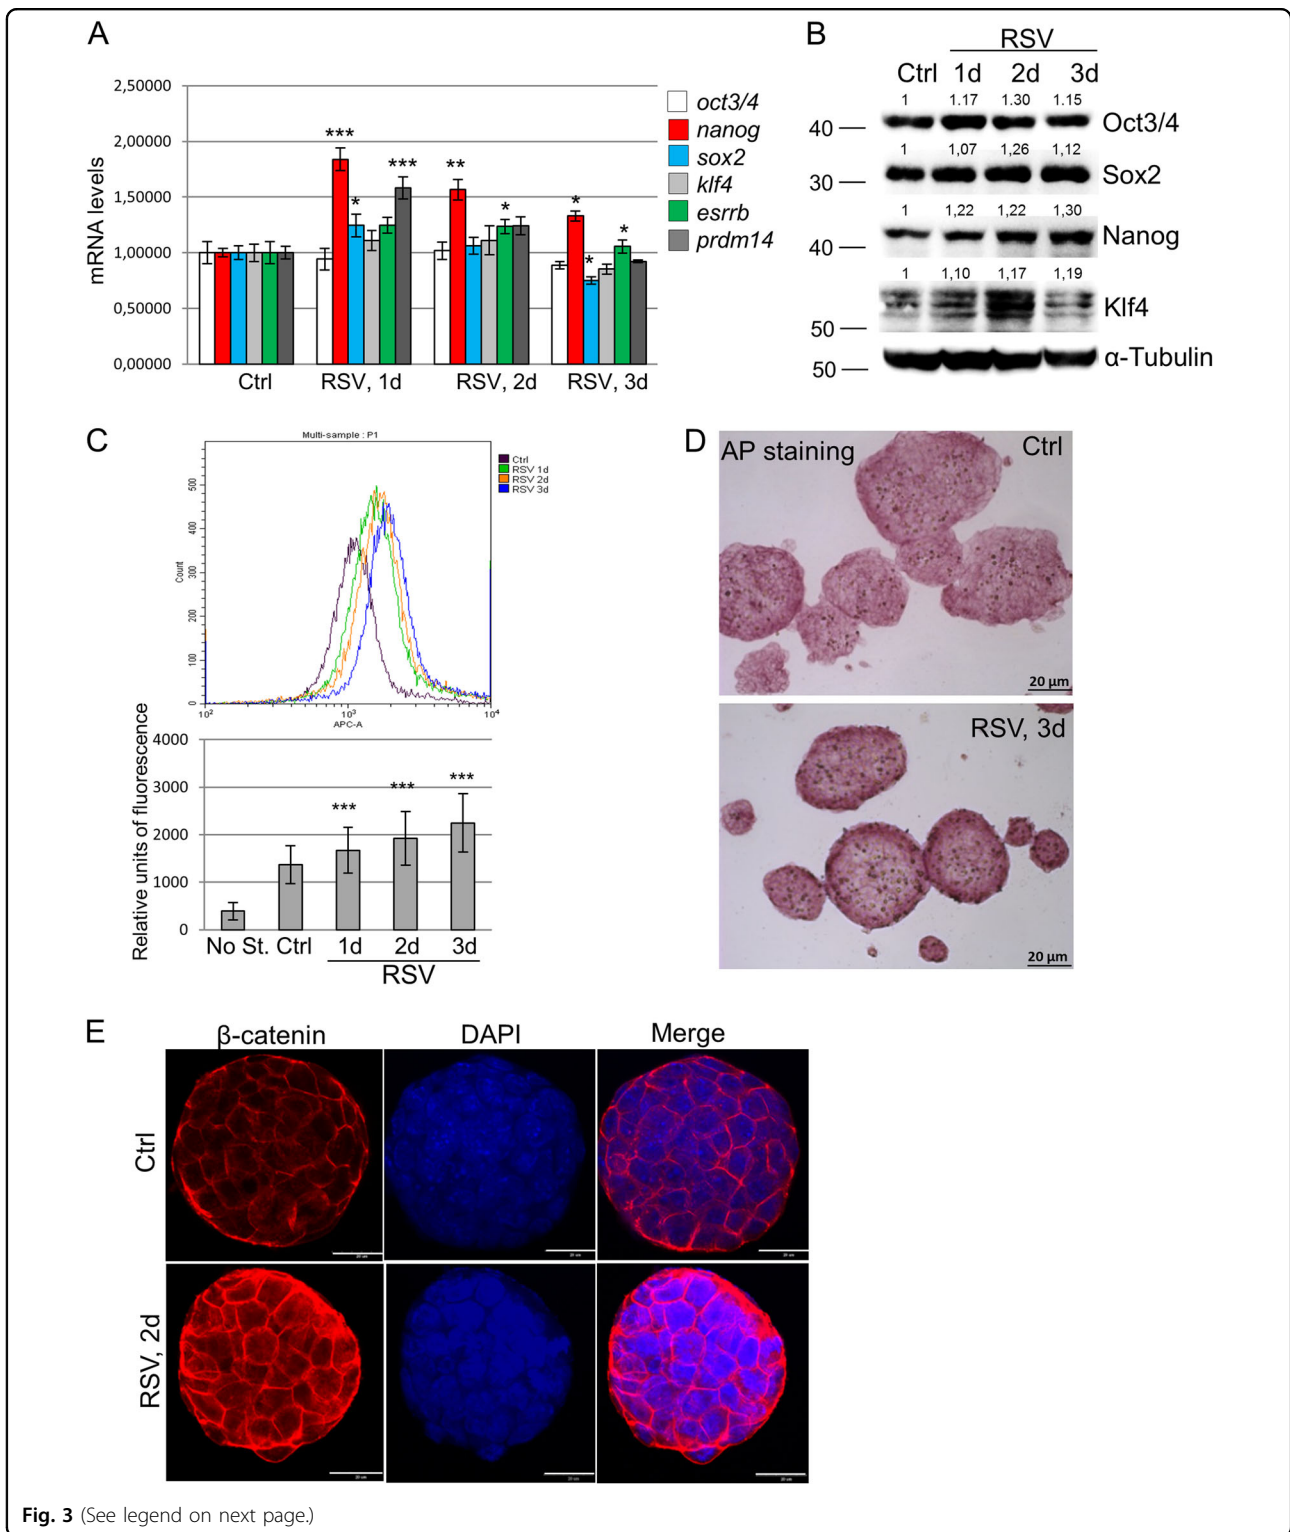 A
2,50000
2,00000
1,50000
1,00000
0,50000
0,00000
mRNA levels
***
*
***
**
*
*
*
*
Ctrl
RSV, 1d
RSV, 2d
RSV, 3d
oct3/4
nanog
sox2
klf4
esrrb
prdm14
B
RSV
Ctrl 1d 2d 3d
1 1.17 1.30 1.15
40 Oct3/4
1 1,07 1,26 1,12
30 Sox2
1 1,22 1,22 1,30
40 Nanog
1 1,10 1,17 1,19
Klf4
50
50 α-Tubulin
C
Multi-sample : P1
Ctrl
RSV 1d
RSV 2d
RSV 3d
Count
500
400
300
200
100
0
10² 10³ 10⁴
APC-A
Relative units of fluorescence
4000
3000
2000
1000
0
*** *** ***
No St. Ctrl 1d 2d 3d
RSV
D
AP staining Ctrl
20 µm
RSV, 3d
20 µm
E
β-catenin DAPI Merge
Ctrl
RSV, 2d
Fig. 3 (See legend on next page.)